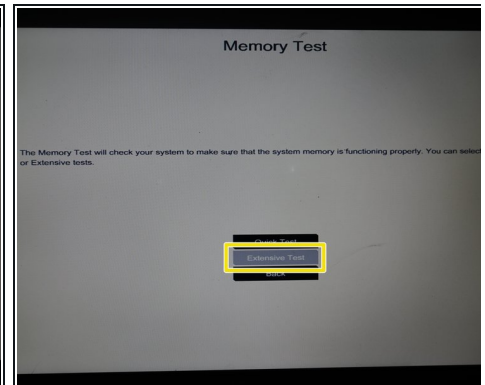 Memory Test
The Memory Test will check your system to make sure that the system memory is functioning properly. You can select
or Extensive tests.
Quick Test
Extensive Test
Back